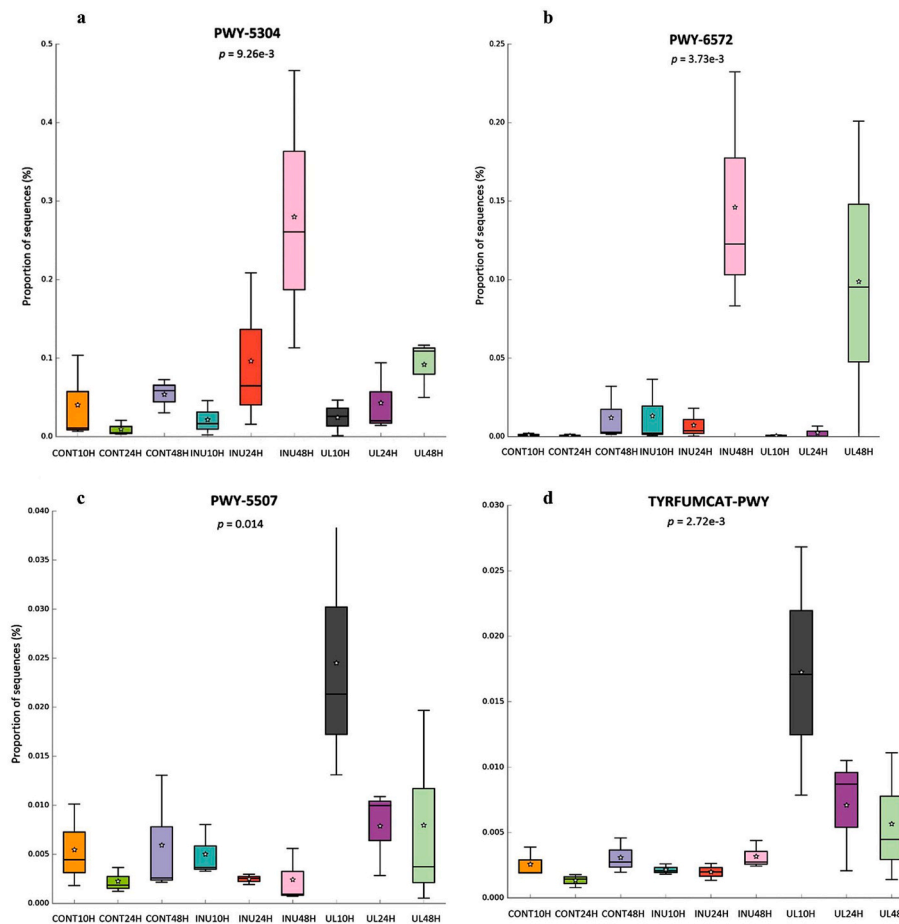 a
PWY-5304
p = 9.26e-3
Proportion of sequences (%)
0.5
0.4
0.3
0.2
0.1
0.0
CONT10H CONT24H CONT48H INU10H INU24H INU48H UL10H UL24H UL48H
b
PWY-6572
p = 3.73e-3
Proportion of sequences (%)
0.25
0.20
0.15
0.10
0.05
0.00
CONT10H CONT24H CONT48H INU10H INU24H INU48H UL10H UL24H UL48H
c
PWY-5507
p = 0.014
Proportion of sequences (%)
0.040
0.035
0.030
0.025
0.020
0.015
0.010
0.005
0.000
CONT10H CONT24H CONT48H INU10H INU24H INU48H UL10H UL24H UL48H
d
TYRFUMCAT-PWY
p = 2.72e-3
0.030
0.025
0.020
0.015
0.010
0.005
0.000
CONT10H CONT24H CONT48H INU10H INU24H INU48H UL10H UL24H UL48H